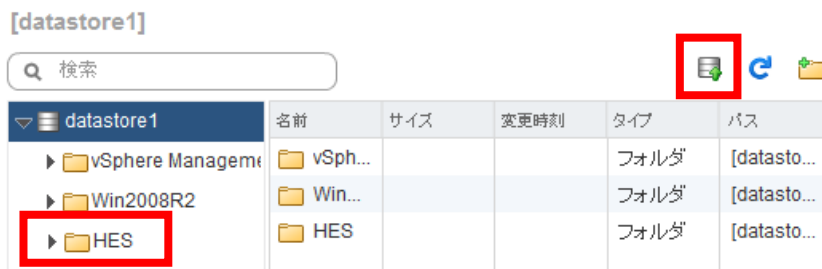 [datastore1]
検索
datastore1
名前 サイズ 変更時刻 タイプ パス
vSphere Manageme
vSph... フォルダ [datasto...
Win2008R2
Win... フォルダ [datasto...
HES
HES フォルダ [datasto...